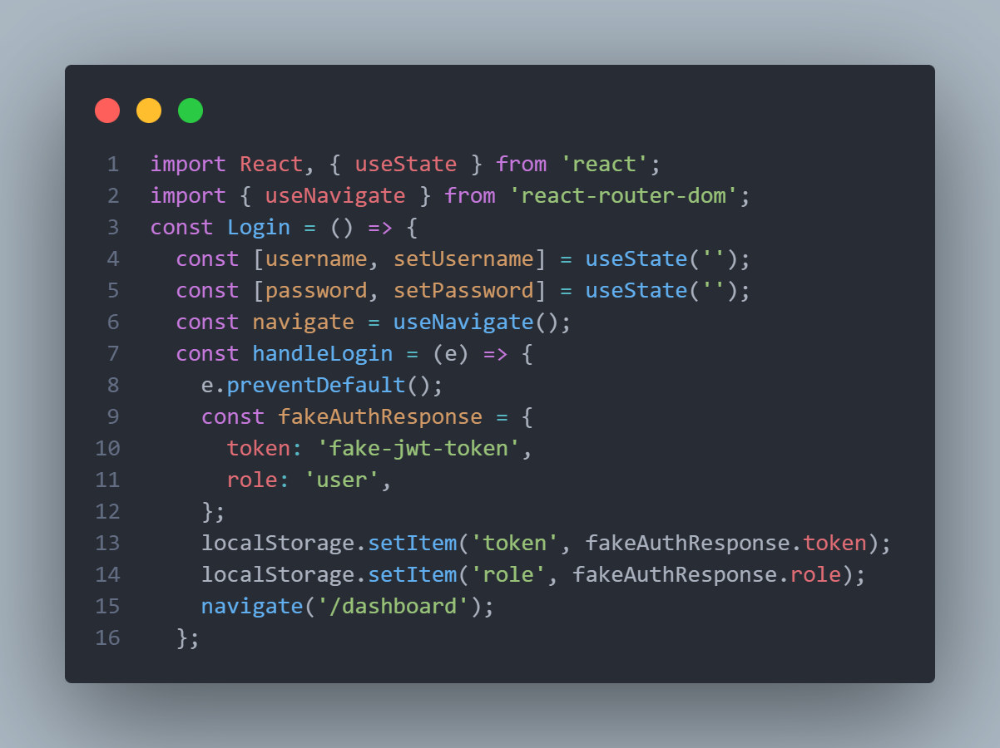 1 import React, { useState } from 'react';
2 import { useNavigate } from 'react-router-dom';
3 const Login = () => {
4   const [username, setUsername] = useState('');
5   const [password, setPassword] = useState('');
6   const navigate = useNavigate();
7   const handleLogin = (e) => {
8     e.preventDefault();
9     const fakeAuthResponse = {
10       token: 'fake-jwt-token',
11       role: 'user',
12     };
13     localStorage.setItem('token', fakeAuthResponse.token);
14     localStorage.setItem('role', fakeAuthResponse.role);
15     navigate('/dashboard');
16   };